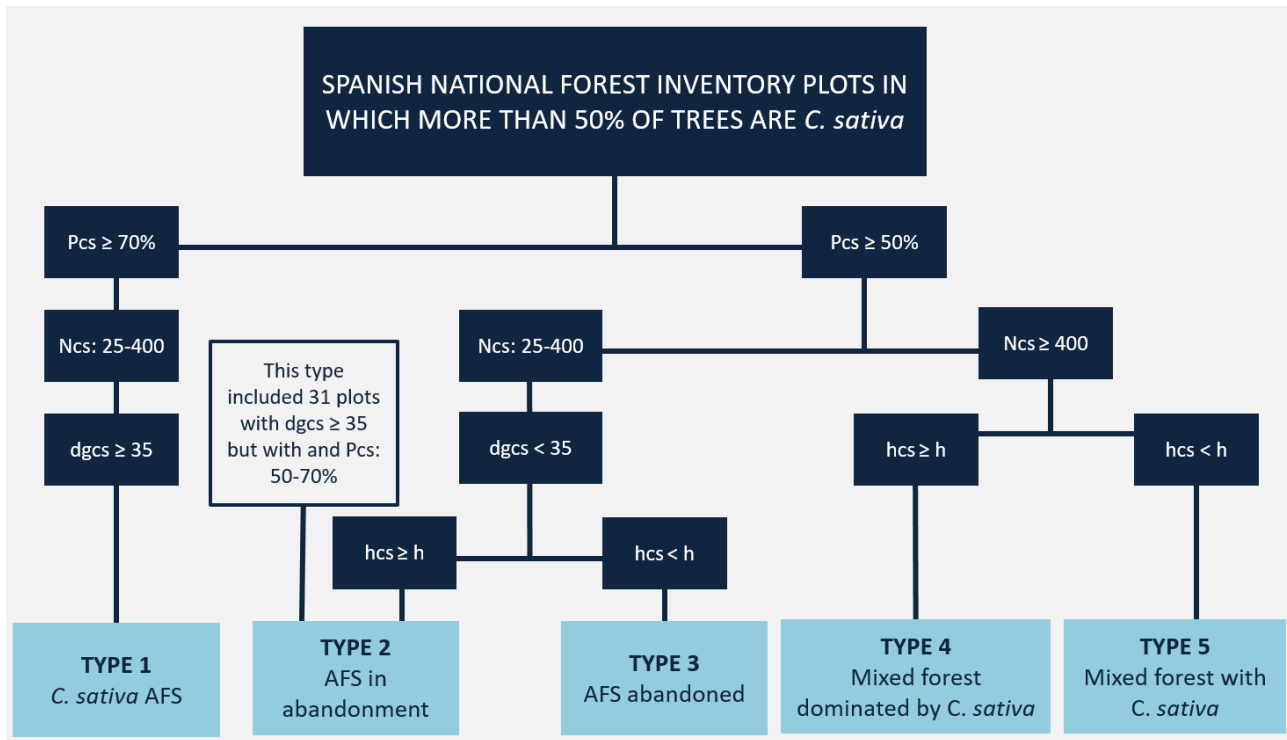 SPANISH NATIONAL FOREST INVENTORY PLOTS IN
WHICH MORE THAN 50% OF TREES ARE C. sativa
Pcs ≥ 70%
Pcs ≥ 50%
Ncs: 25-400
Ncs: 25-400
Ncs ≥ 400
This type
included 31 plots
with dgcs ≥ 35
but with and Pcs:
50-70%
dgcs ≥ 35
dgcs < 35
hcs ≥ h
hcs < h
hcs ≥ h
hcs < h
TYPE 1
C. sativa AFS
TYPE 2
AFS in
abandonment
TYPE 3
AFS abandoned
TYPE 4
Mixed forest
dominated by C. sativa
TYPE 5
Mixed forest with
C. sativa